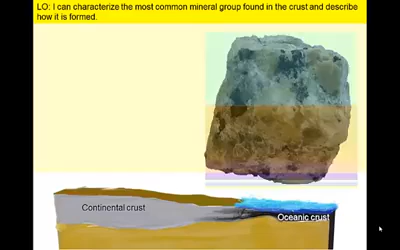 LO: I can characterize the most common mineral group found in the crust and describe
how it is formed.
Continental crust
Oceanic crust